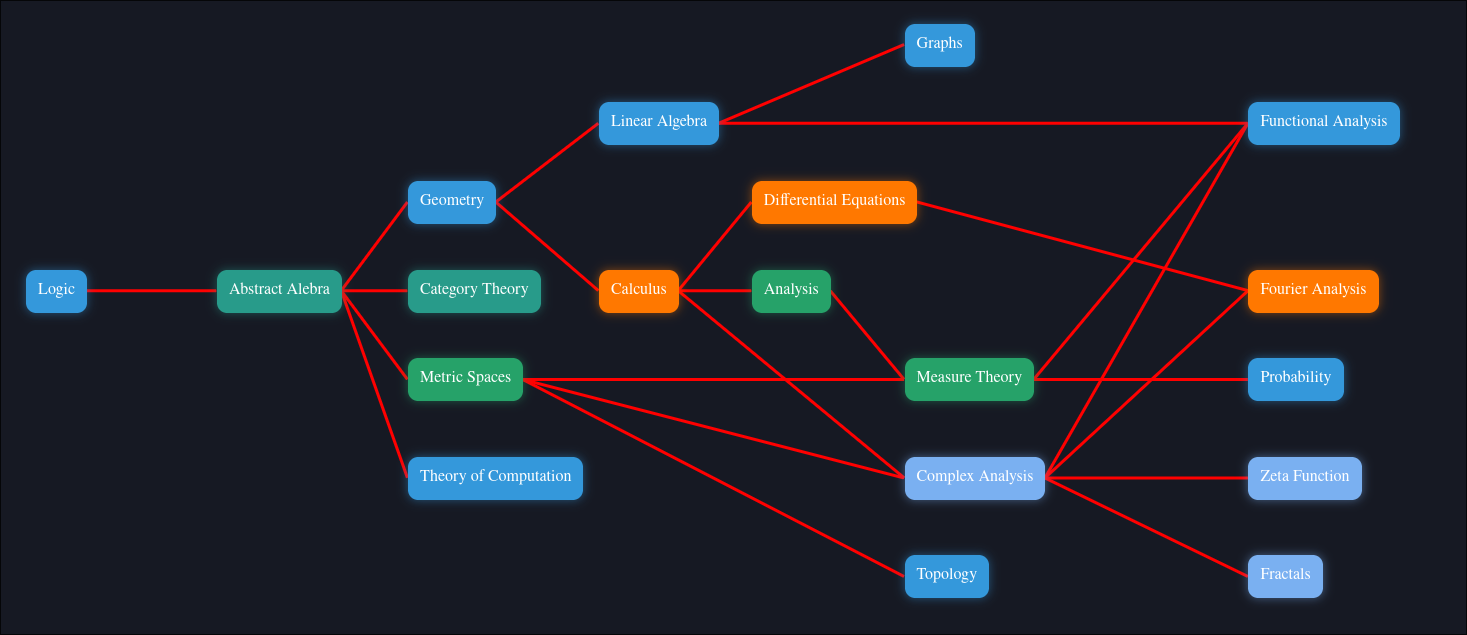 Graphs
Linear Algebra
Functional Analysis
Geometry
Differential Equations
Logic
Abstract Alebra
Category Theory
Calculus
Analysis
Fourier Analysis
Metric Spaces
Measure Theory
Probability
Theory of Computation
Complex Analysis
Zeta Function
Topology
Fractals